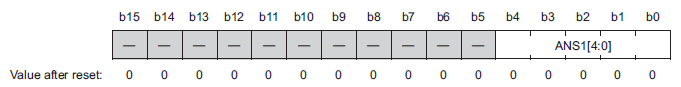 b15 b14 b13 b12 b11 b10 b9 b8 b7 b6 b5 b4 b3 b2 b1 b0
— — — — — — — — — — — ANS1[4:0]
Value after reset: 0 0 0 0 0 0 0 0 0 0 0 0 0 0 0 0